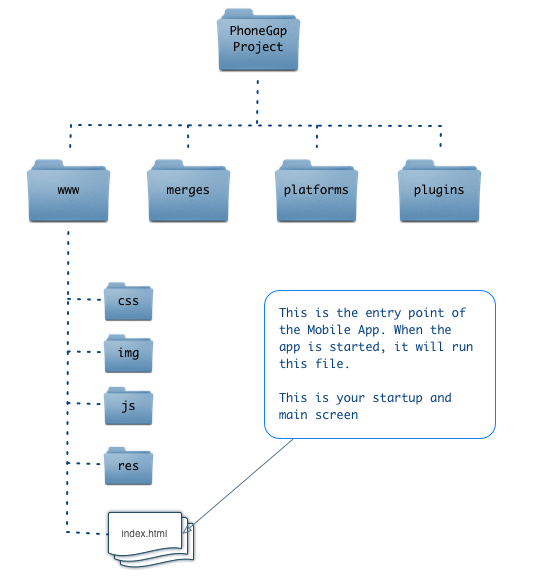 PhoneGap
Project
www
merges
platforms
plugins
css
img
js
res
index.html
This is the entry point of
the Mobile App. When the
app is started, it will run
this file.
This is your startup and
main screen